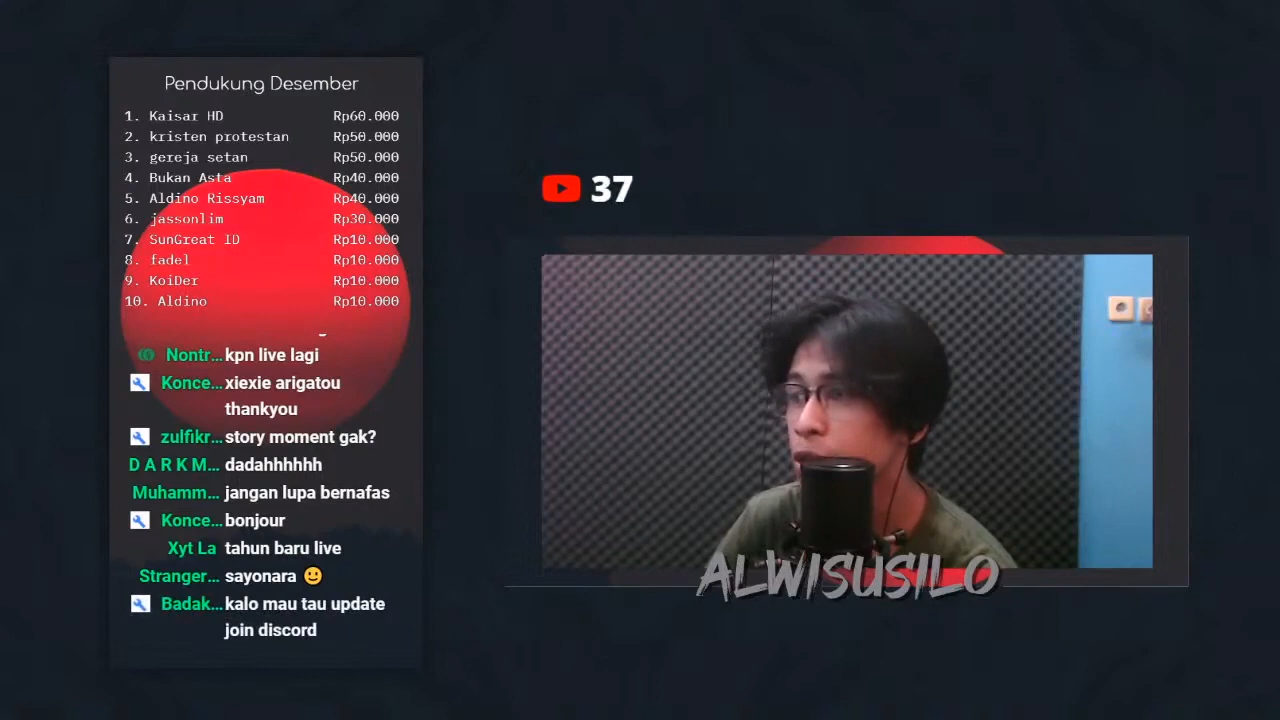 Pendukung Desember
1. Kaisar HD Rp60.000
2. kristen protestan Rp50.000
3. gereja setan Rp50.000
4. Bukan Asta Rp40.000
5. Aldino Rissyam Rp40.000
6. jassonlim Rp30.000
7. SunGreat ID Rp10.000
8. fadel Rp10.000
9. KoiDer Rp10.000
10. Aldino Rp10.000
Nontr... kpn live lagi
Konce... xiexie arigatou
thankyou
zulfikr... story moment gak?
D A R K M... dadahhhhhh
Muhamm... jangan lupa bernafas
Konce... bonjour
Xyt La tahun baru live
Stranger... sayonara 🙂
Badak... kalo mau tau update
join discord
37
ALWISUSILO